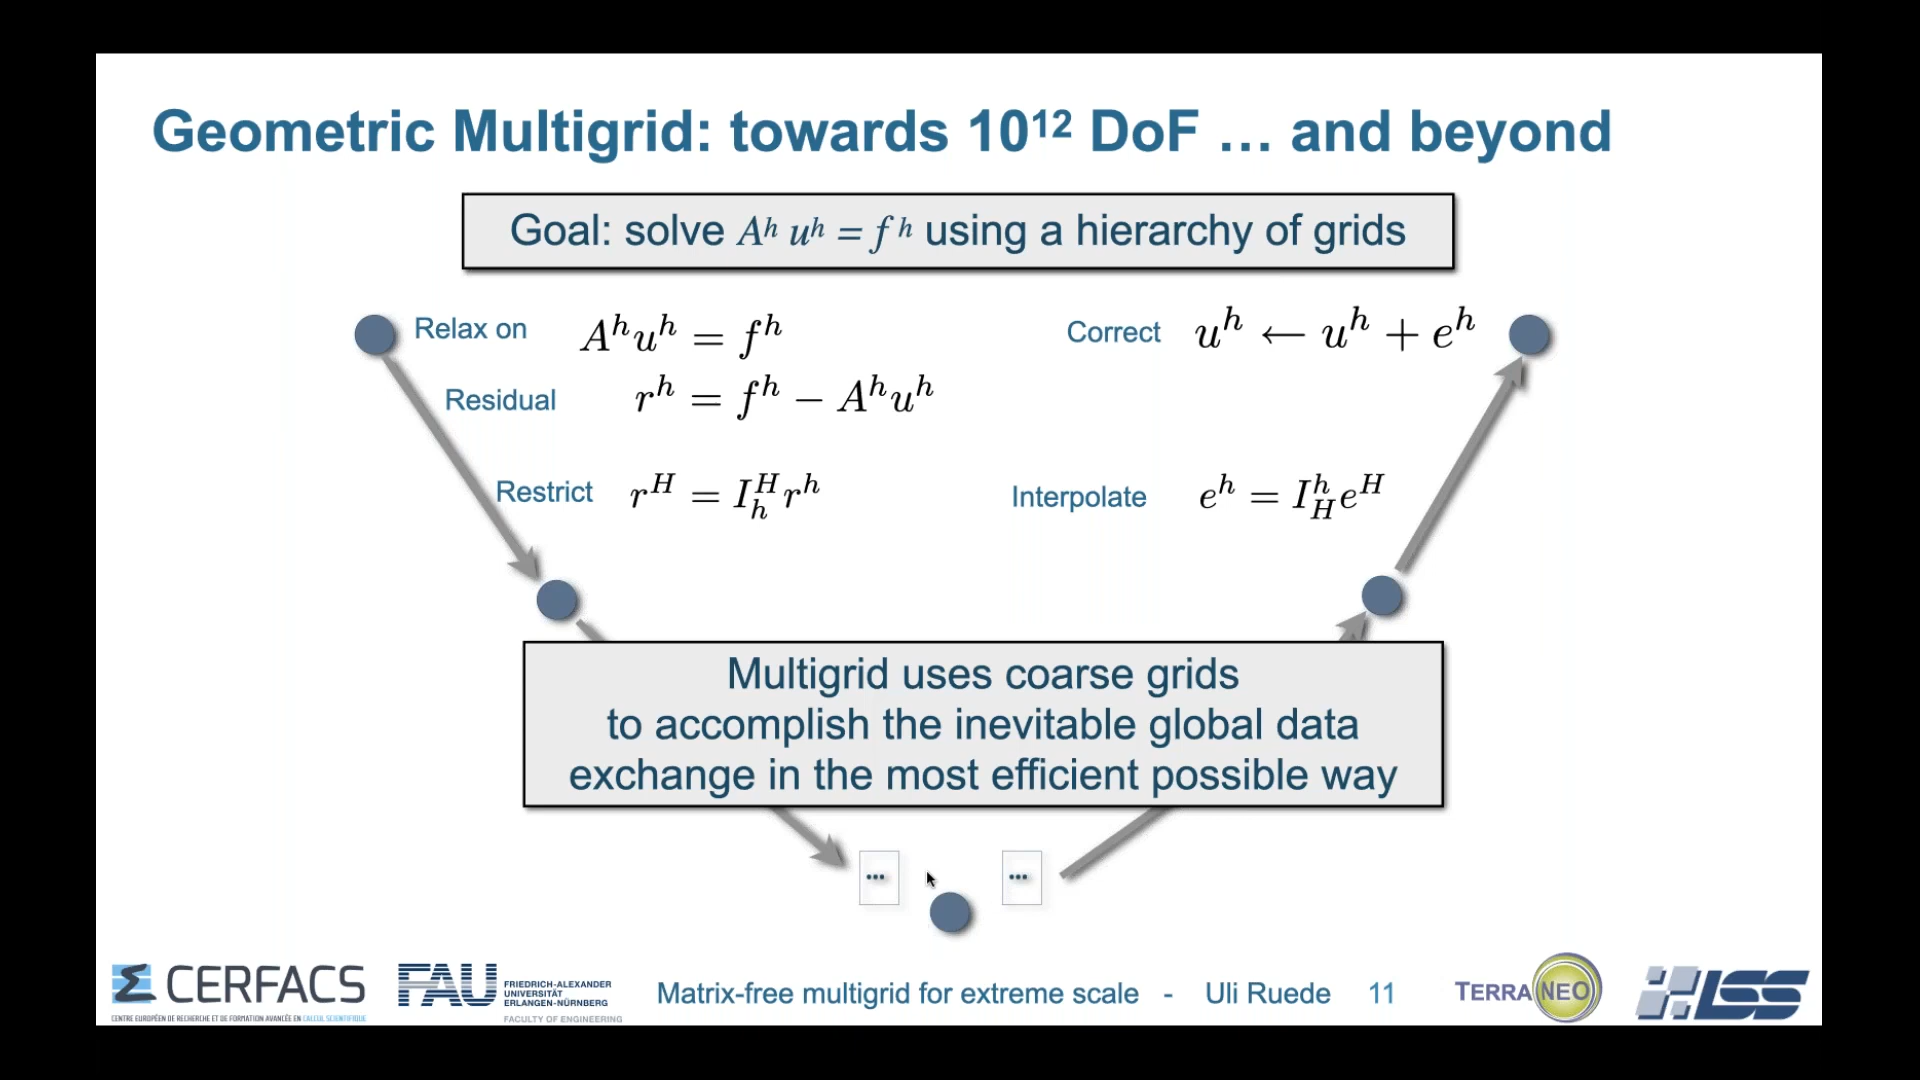 Geometric Multigrid: towards 10¹² DoF … and beyond
Goal: solve Aʰ uʰ = f ʰ using a hierarchy of grids
Relax on Aʰuʰ = fʰ
Correct uʰ ← uʰ + eʰ
Residual rʰ = fʰ − Aʰuʰ
Restrict r^H = I_h^H r^h
Interpolate e^h = I_H^h e^H
Multigrid uses coarse grids
to accomplish the inevitable global data
exchange in the most efficient possible way
... ...
CERFACS
CENTRE EUROPÉEN DE RECHERCHE ET DE FORMATION AVANCÉE EN CALCUL SCIENTIFIQUE
FAU
FRIEDRICH-ALEXANDER
UNIVERSITÄT
ERLANGEN-NÜRNBERG
FACULTY OF ENGINEERING
Matrix-free multigrid for extreme scale - Uli Ruede 11
TERRA NEO
LSS